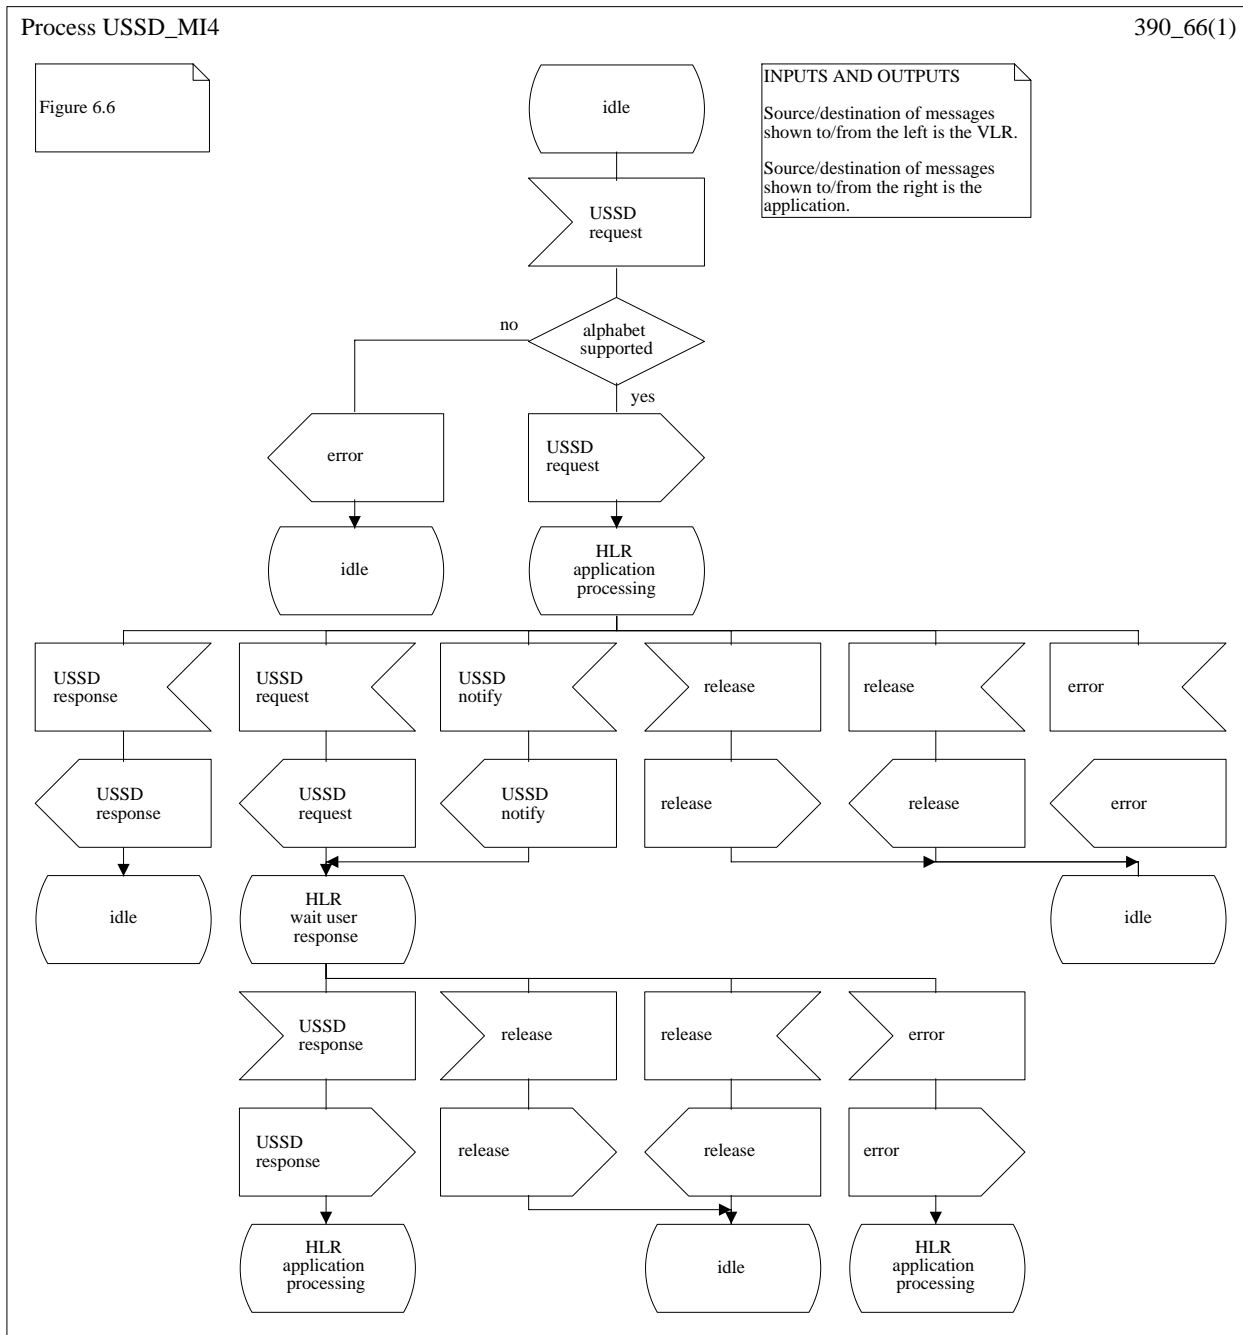 Process USSD_MI4
390_66(1)
Figure 6.6
idle
INPUTS AND OUTPUTS
Source/destination of messages
shown to/from the left is the VLR.
Source/destination of messages
shown to/from the right is the
application.
USSD
request
alphabet
supported
no
yes
error
USSD
request
idle
HLR
application
processing
USSD
response
USSD
request
USSD
notify
release
release
error
USSD
response
USSD
request
USSD
notify
release
release
error
idle
HLR
wait user
response
idle
USSD
response
release
release
error
USSD
response
release
release
error
HLR
application
processing
idle
HLR
application
processing